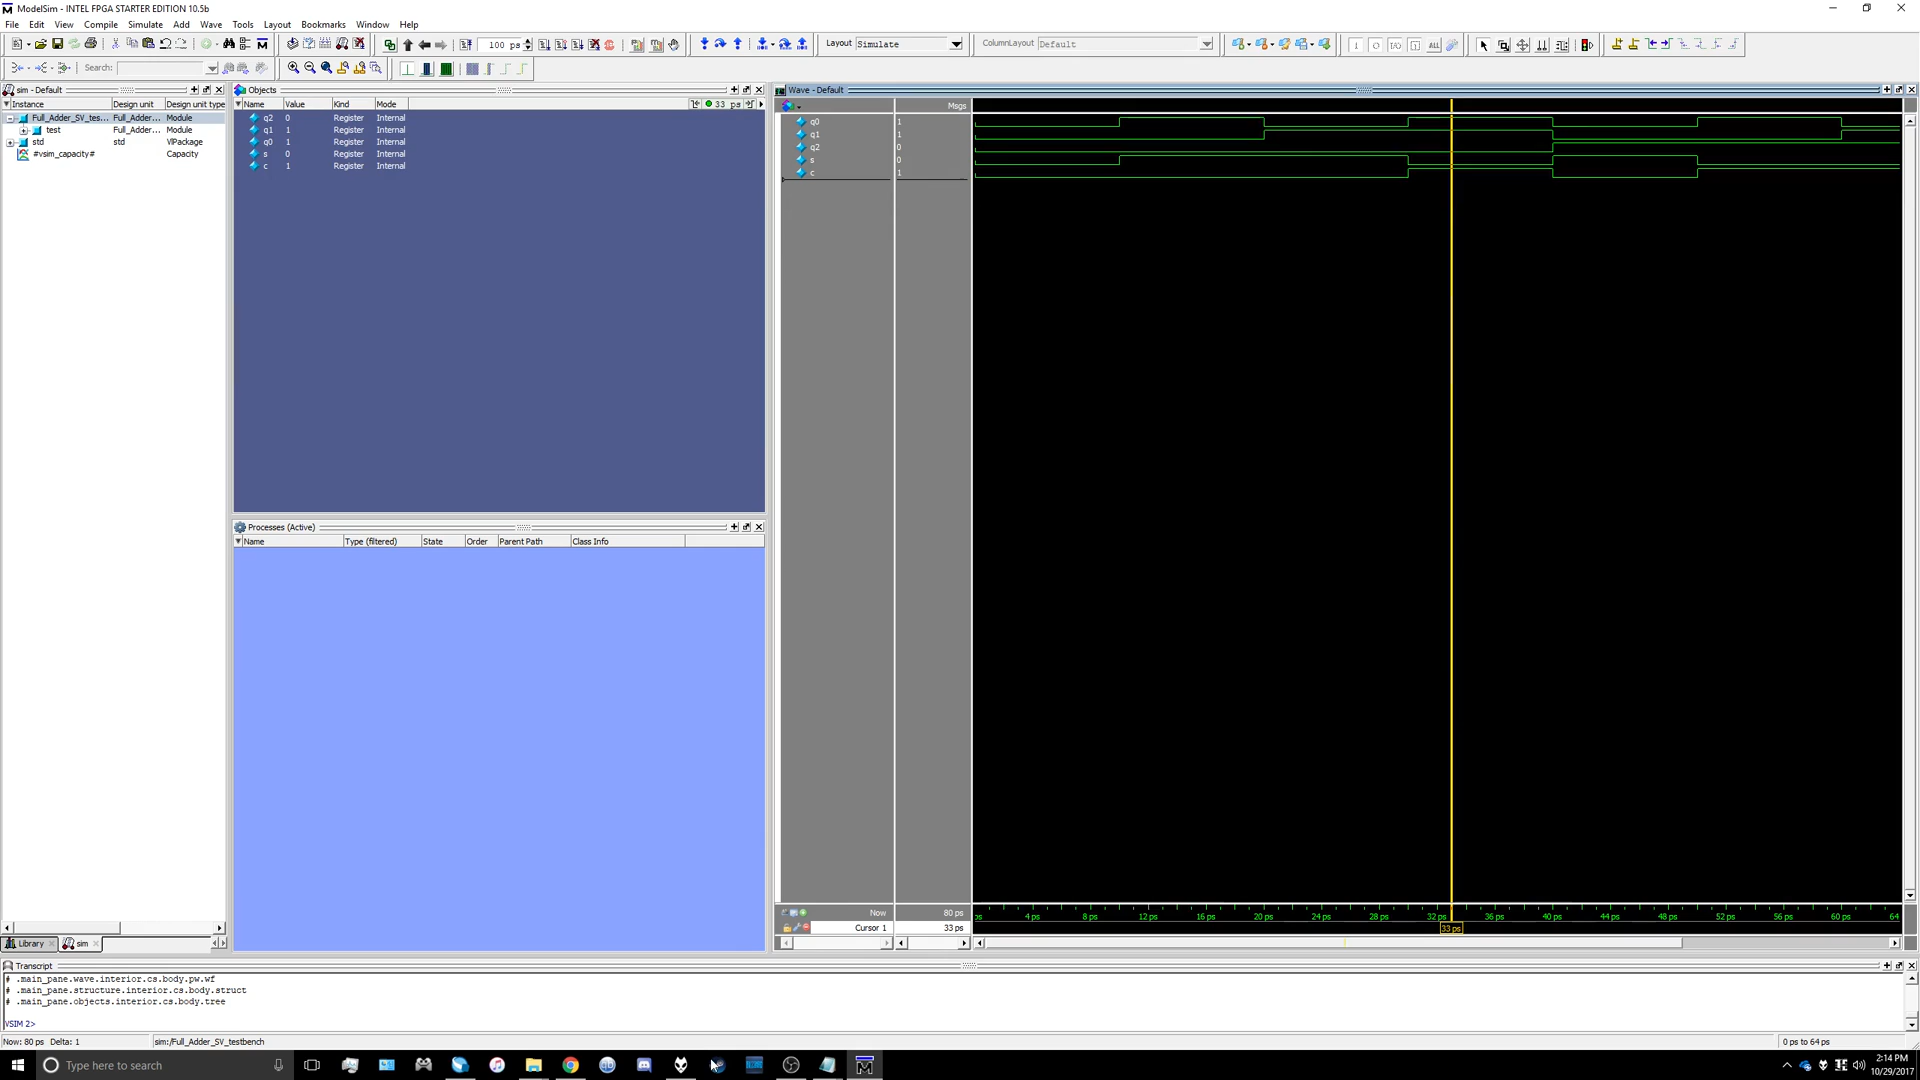 ModelSim - INTEL FPGA STARTER EDITION 10.5b
File Edit View Compile Simulate Add Wave Tools Layout Bookmarks Window Help
100 ps
Layout Simulate
ColumnLayout Default
Search:
sim - Default
Instance Design unit Design unit type
Full_Adder_SV_tes... Full_Adder... Module
test Full_Adder... Module
std std VlPackage
#vsim_capacity# Capacity
Library sim
Objects
Name Value Kind Mode
33 ps
q2 0 Register Internal
q1 1 Register Internal
q0 1 Register Internal
s 0 Register Internal
c 1 Register Internal
Processes (Active)
Name Type (filtered) State Order Parent Path Class Info
Wave - Default
Msgs
q0 1
q1 1
q2 0
s 0
c 1
Now 80 ps
Cursor 1 33 ps
ps 4 ps 8 ps 12 ps 16 ps 20 ps 24 ps 28 ps 32 ps 36 ps 40 ps 44 ps 48 ps 52 ps 56 ps 60 ps 64
33 ps
Transcript
# .main_pane.wave.interior.cs.body.pw.wf
# .main_pane.structure.interior.cs.body.struct
# .main_pane.objects.interior.cs.body.tree
VSIM 2>
Now: 80 ps Delta: 1
sim:/Full_Adder_SV_testbench
0 ps to 64 ps
Type here to search
2:14 PM
10/29/2017